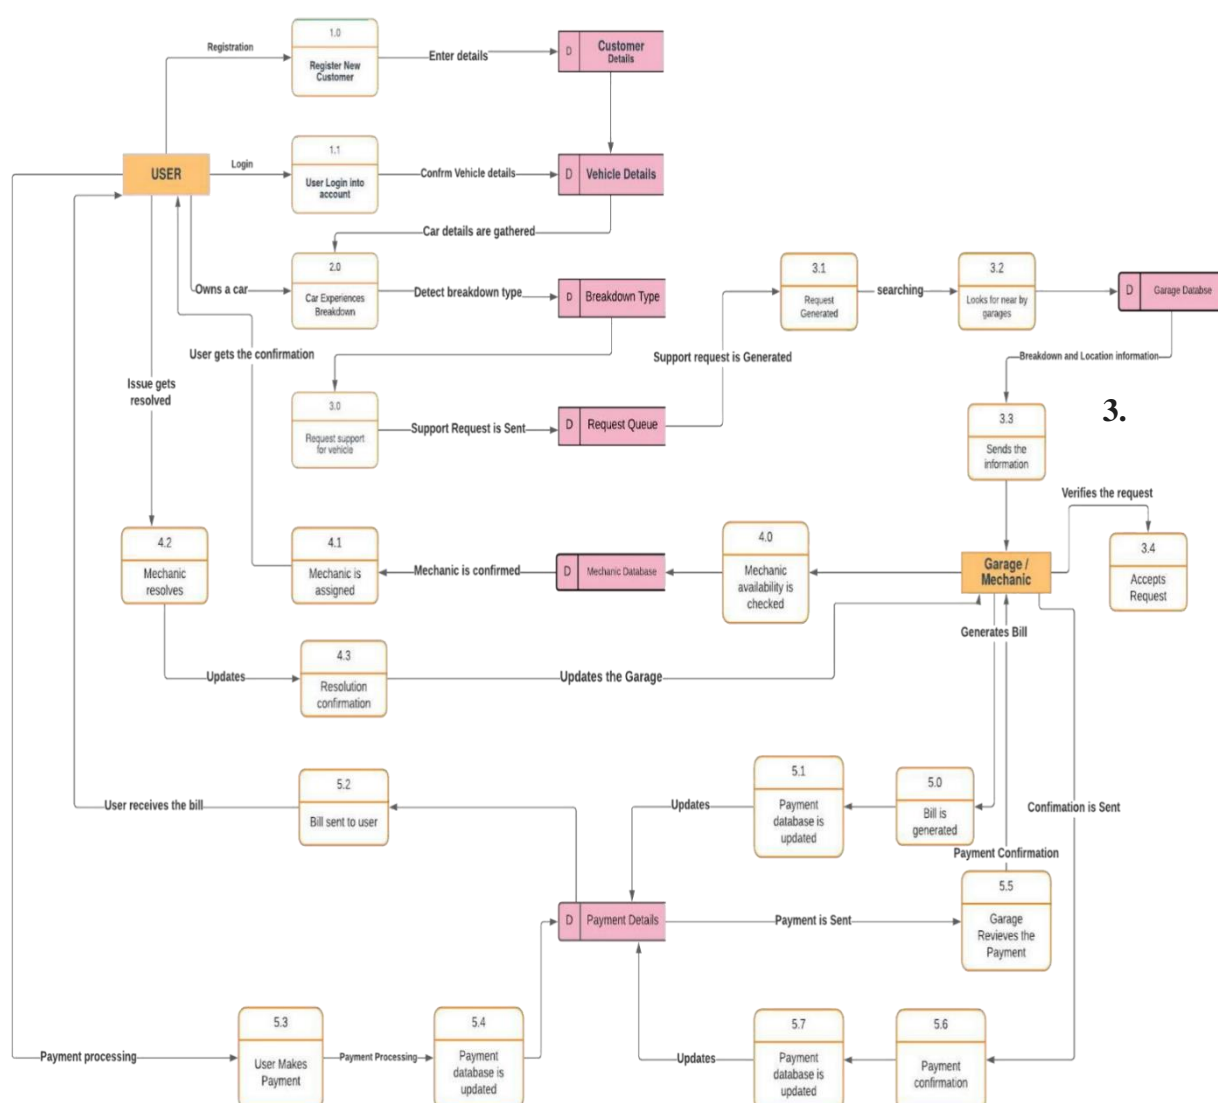 1.0
Register New
Customer
Registration
Enter details
D
Customer
Details
USER
Login
1.1
User Login into
account
Confrm Vehicle details
D
Vehicle Details
Car details are gathered
Owns a car
2.0
Car Experiences
Breakdown
Detect breakdown type
D
Breakdown Type
3.1
Request
Generated
searching
3.2
Looks for near by
garages
D
Garage Databse
User gets the confirmation
Support request is Generated
Breakdown and Location information
Issue gets
resolved
3.0
Request support
for vehicle
Support Request is Sent
D
Request Queue
3.
3.3
Sends the
information
Verifies the request
3.4
Accepts
Request
4.2
Mechanic
resolves
4.1
Mechanic is
assigned
Mechanic is confirmed
D
Mechanic Database
4.0
Mechanic
availability is
checked
Garage /
Mechanic
Generates Bill
Updates
4.3
Resolution
confirmation
Updates the Garage
User receives the bill
5.2
Bill sent to user
Updates
5.1
Payment
database is
updated
5.0
Bill is
generated
Confimation is Sent
Payment Confirmation
D
Payment Details
Payment is Sent
5.5
Garage
Revieves the
Payment
Payment processing
5.3
User Makes
Payment
Payment Processing
5.4
Payment
database is
updated
Updates
5.7
Payment
database is
updated
5.6
Payment
confirmation